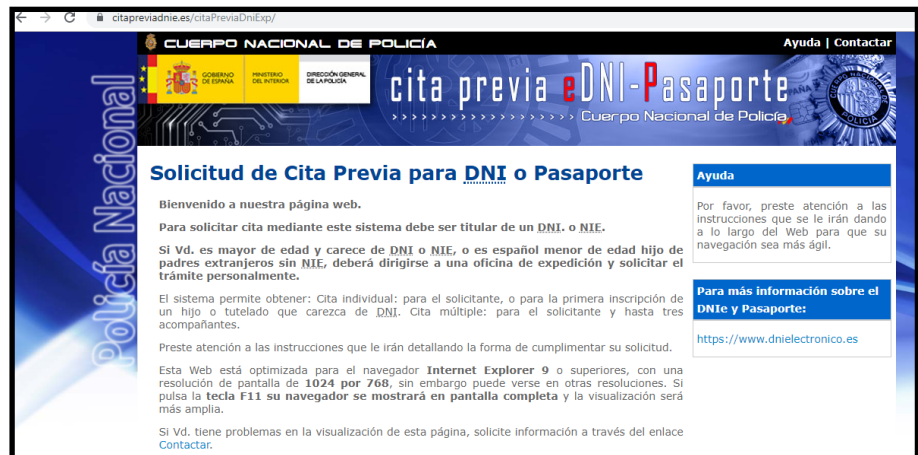 citapreviadnie.es/citaPreviaDniExp/
CUERPO NACIONAL DE POLICÍA
Ayuda | Contactar
GOBIERNO
DE ESPAÑA
MINISTERIO
DEL INTERIOR
DIRECCIÓN GENERAL
DE LA POLICÍA
cita previa eDNI-Pasaporte
>>>>>>>>>>>>>>>>>>>> Cuerpo Nacional de Policía
Policía Nacional
Solicitud de Cita Previa para DNI o Pasaporte
Bienvenido a nuestra página web.
Para solicitar cita mediante este sistema debe ser titular de un DNI. o NIE.
Si Vd. es mayor de edad y carece de DNI o NIE, o es español menor de edad hijo de
padres extranjeros sin NIE, deberá dirigirse a una oficina de expedición y solicitar el
trámite personalmente.
El sistema permite obtener: Cita individual: para el solicitante, o para la primera inscripción de
un hijo o tutelado que carezca de DNI. Cita múltiple: para el solicitante y hasta tres
acompañantes.
Preste atención a las instrucciones que le irán detallando la forma de cumplimentar su solicitud.
Esta Web está optimizada para el navegador Internet Explorer 9 o superiores, con una
resolución de pantalla de 1024 por 768, sin embargo puede verse en otras resoluciones. Si
pulsa la tecla F11 su navegador se mostrará en pantalla completa y la visualización será
más amplia.
Si Vd. tiene problemas en la visualización de esta página, solicite información a través del enlace
Contactar.
Ayuda
Por favor, preste atención a las
instrucciones que se le irán dando
a lo largo del Web para que su
navegación sea más ágil.
Para más información sobre el
DNIe y Pasaporte:
https://www.dnielectronico.es